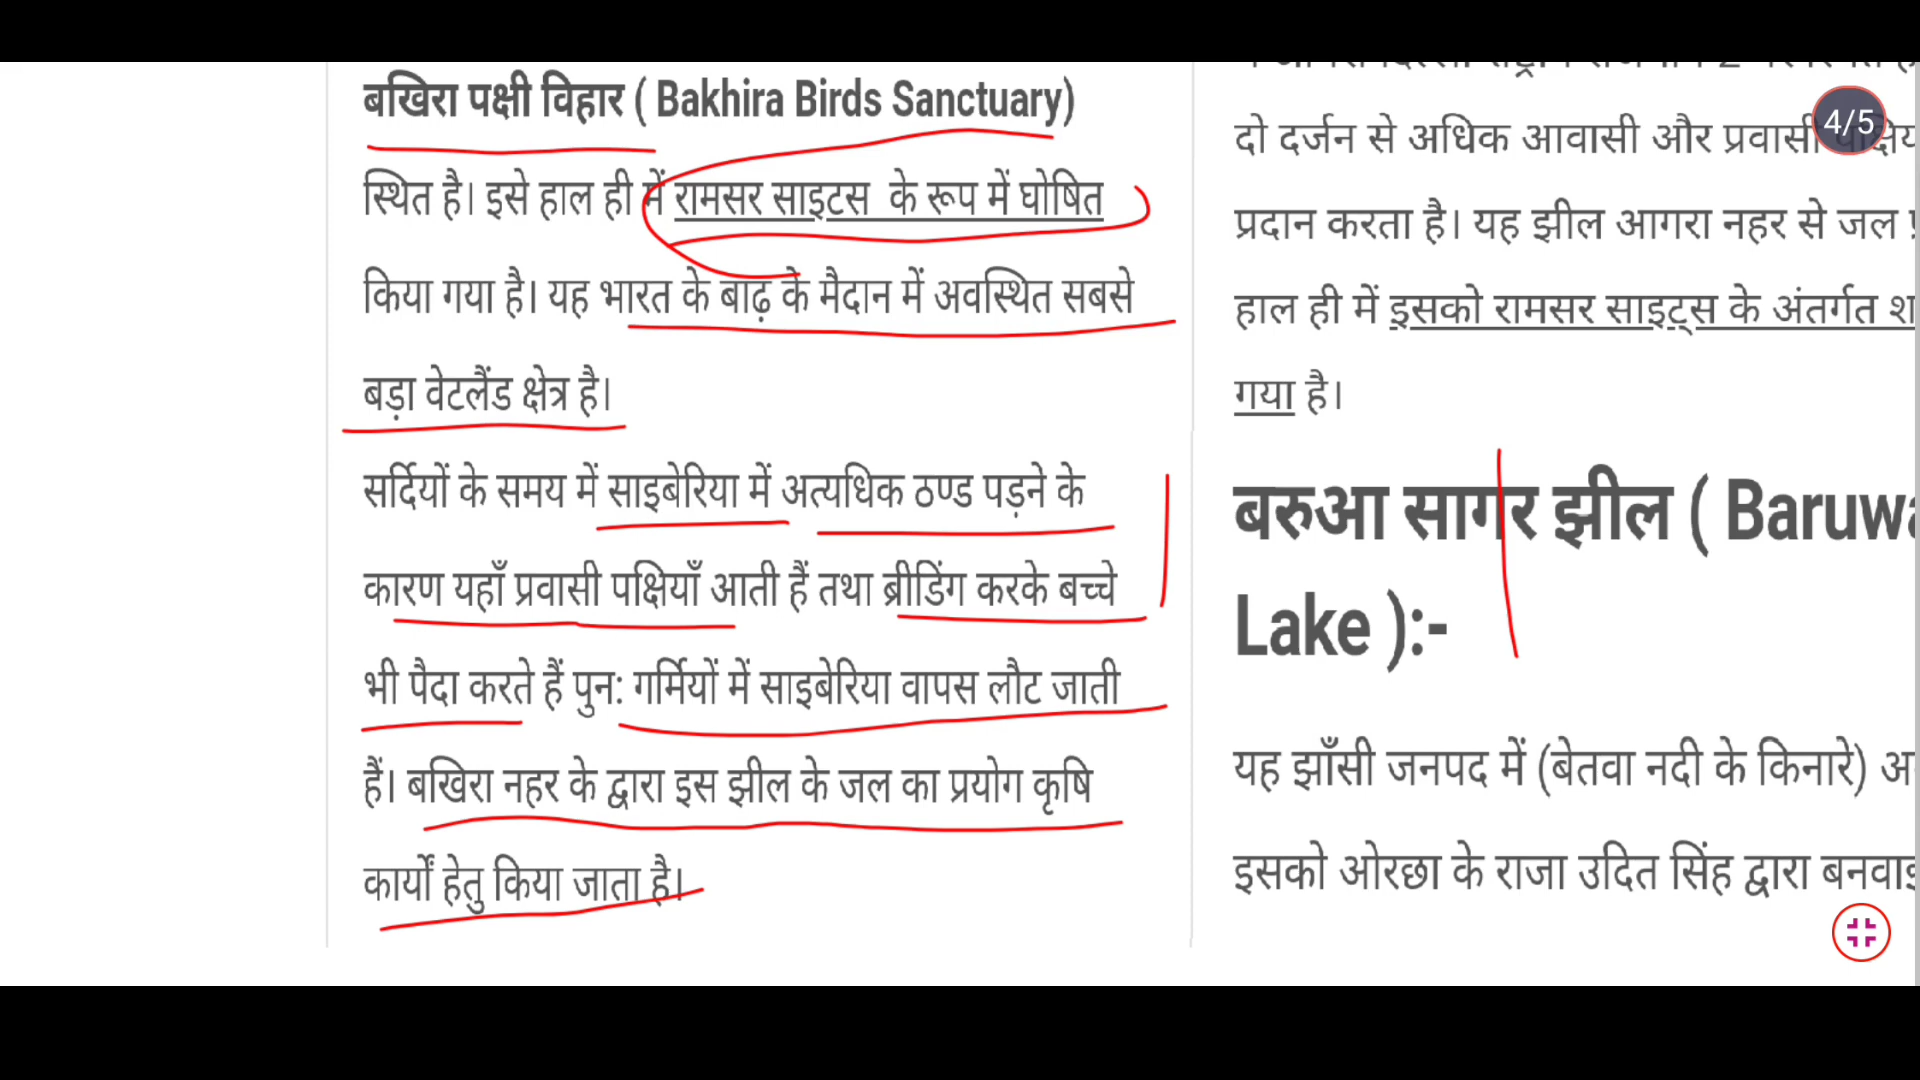 बखिरा पक्षी विहार ( Bakhira Birds Sanctuary)
स्थित है। इसे हाल ही में रामसर साइटस के रूप में घोषित
किया गया है। यह भारत के बाढ़ के मैदान में अवस्थित सबसे
बड़ा वेटलैंड क्षेत्र है।
सर्दियों के समय में साइबेरिया में अत्यधिक ठण्ड पड़ने के
कारण यहाँ प्रवासी पक्षियाँ आती हैं तथा ब्रीडिंग करके बच्चे
भी पैदा करते हैं पुन: गर्मियों में साइबेरिया वापस लौट जाती
हैं। बखिरा नहर के द्वारा इस झील के जल का प्रयोग कृषि
कार्यो हेतु किया जाता है।
4/5
दो दर्जन से अधिक आवासी और प्रवासी
प्रदान करता है। यह झील आगरा नहर से जल
हाल ही में इसको रामसर साइट्स के अंतर्गत
गया है।
बरुआ सागर झील (
Lake ):-
यह झाँसी जनपद में (बेतवा नदी के किनारे)
इसको ओरछा के राजा उदित सिंह द्वारा